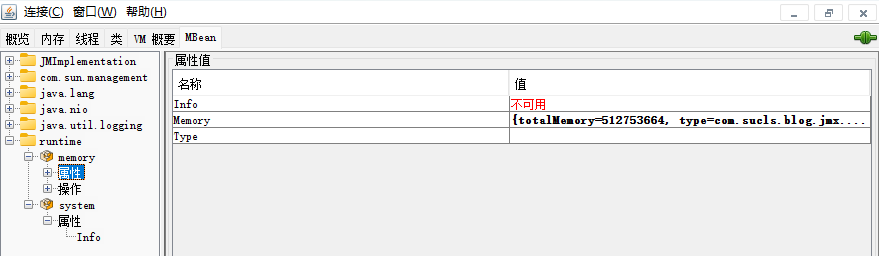 连接(C) 窗口(W) 帮助(H)
概览 内存 线程 类 VM 概要 MBean
JMImplementation
com.sun.management
java.lang
java.nio
java.util.logging
runtime
memory
属性
操作
system
属性
Info
属性值
名称 值
Info 不可用
Memory {totalMemory=512753664, type=com.sucls.blog.jmx....
Type